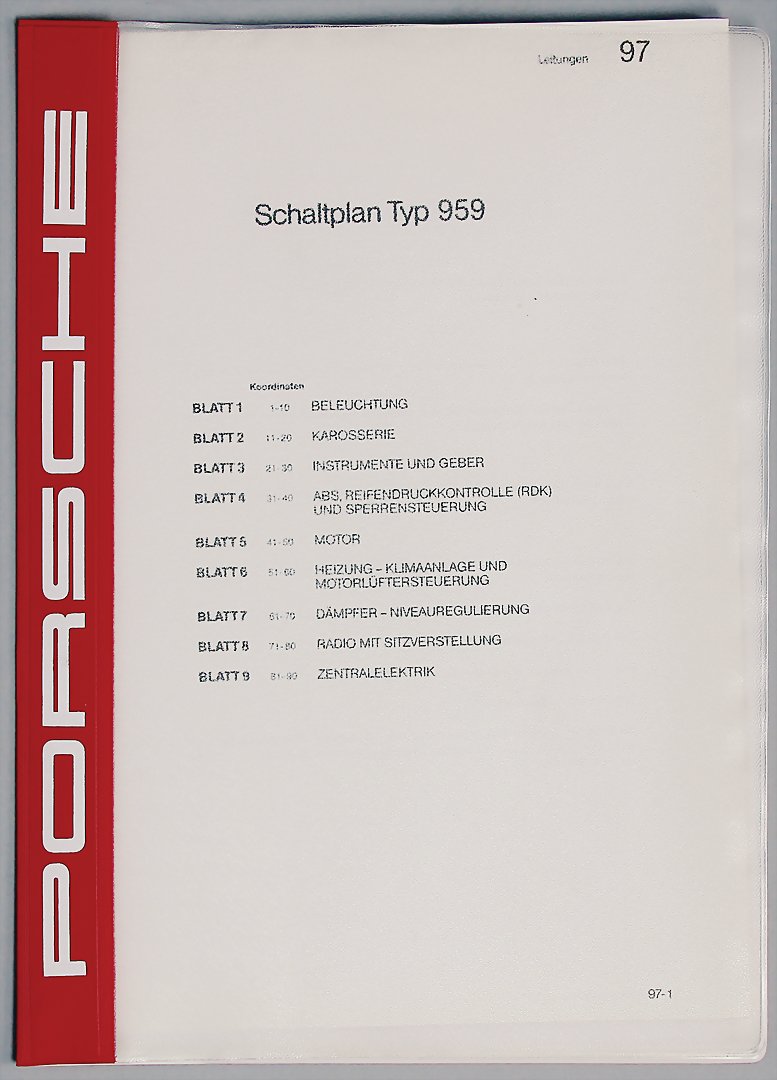 PORSCHE
Leitungen 97
Schaltplan Typ 959
Koordinaten
BLATT 1 1-10 BELEUCHTUNG
BLATT 2 11-20 KAROSSERIE
BLATT 3 21-30 INSTRUMENTE UND GEBER
BLATT 4 31-40 ABS, REIFENDRUCKKONTROLLE (RDK)
UND SPERRENSTEUERUNG
BLATT 5 41-50 MOTOR
BLATT 6 51-60 HEIZUNG – KLIMAANLAGE UND
MOTORLÜFTERSTEUERUNG
BLATT 7 61-70 DÄMPFER – NIVEAUREGULIERUNG
BLATT 8 71-80 RADIO MIT SITZVERSTELLUNG
BLATT 9 81-90 ZENTRALELEKTRIK
97-1